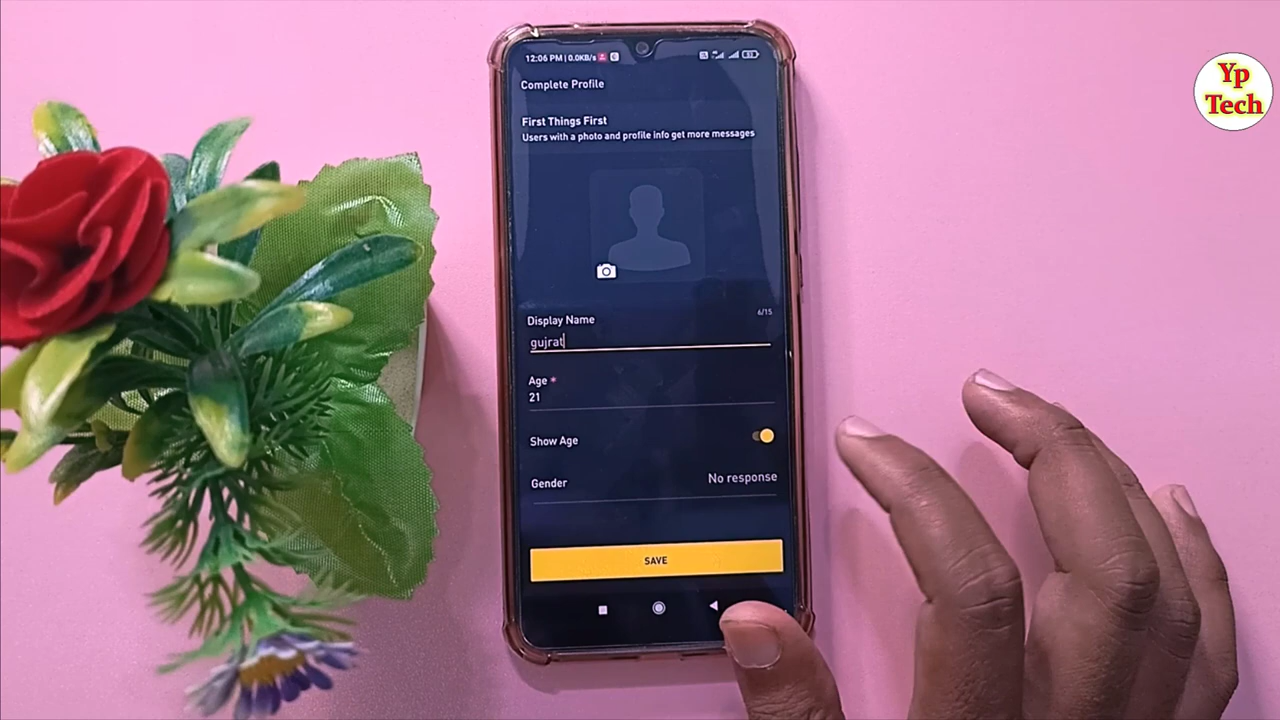 Yp
Tech
12:06 PM | 0.0KB/s
Complete Profile
First Things First
Users with a photo and profile info get more messages
6/15
Display Name
gujrat
Age *
21
Show Age
Gender No response
SAVE